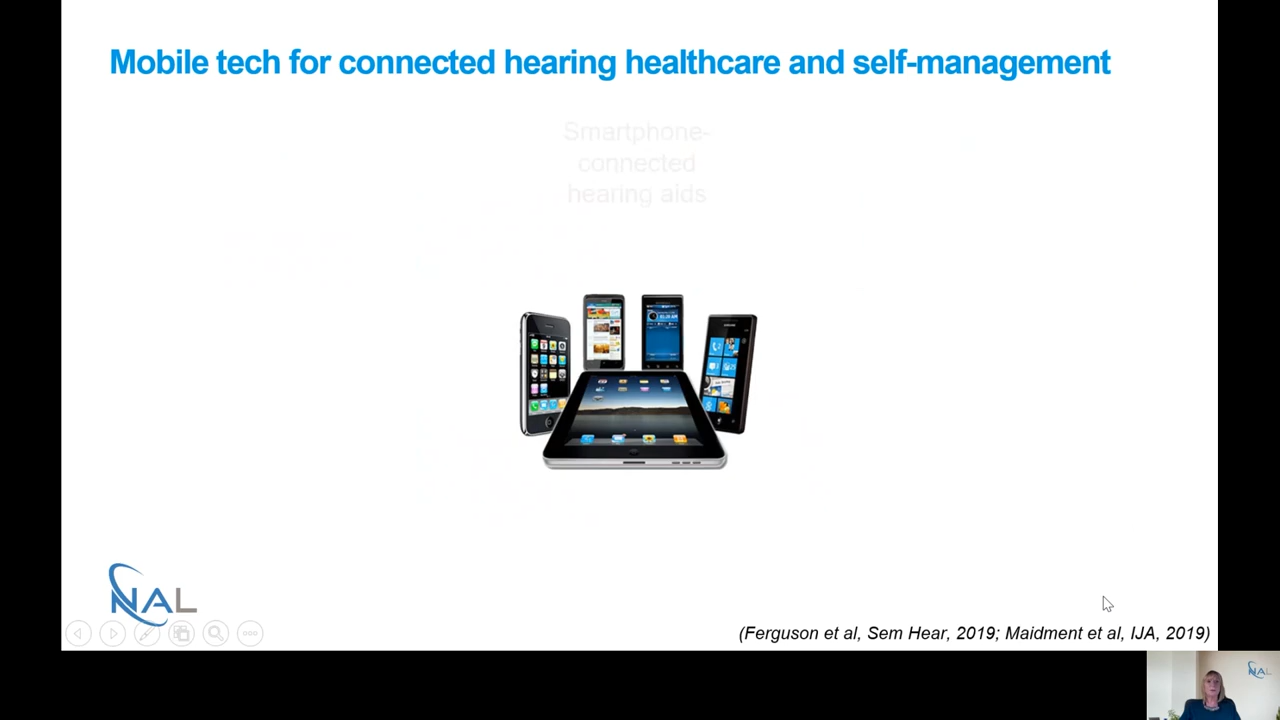 Mobile tech for connected hearing healthcare and self-management
Smartphone-
connected
hearing aids
NAL
(Ferguson et al, Sem Hear, 2019; Maidment et al, IJA, 2019)
NAL